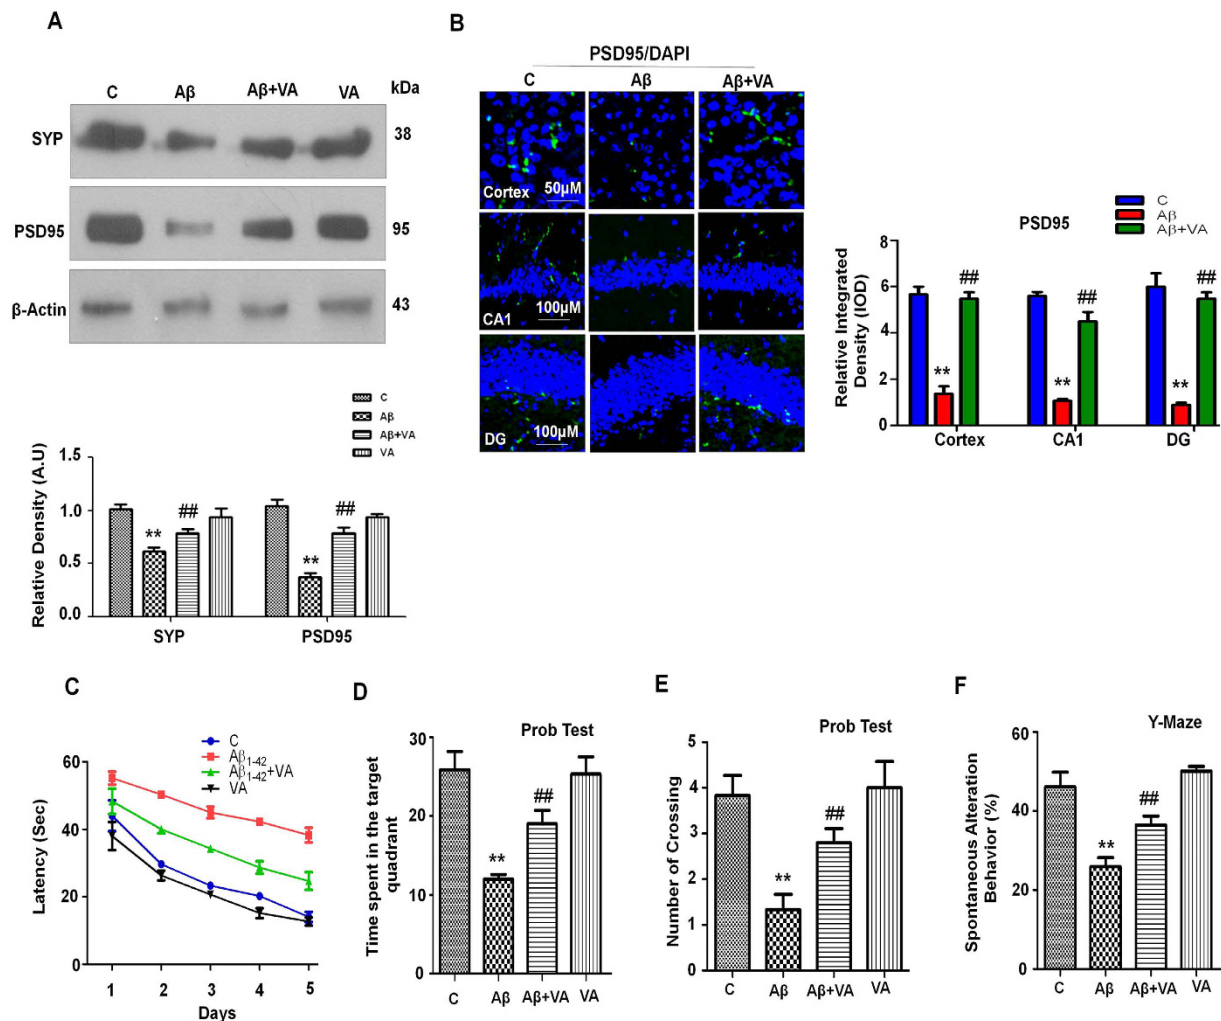 A
C Aβ Aβ+VA VA kDa
SYP 38
PSD95 95
β-Actin 43
C
Aβ
Aβ+VA
VA
Relative Density (A.U)
1.5
1.0
0.5
0.0
SYP PSD95
B
PSD95/DAPI
C Aβ Aβ+VA
Cortex 50µM
CA1 100µM
DG 100µM
C
Aβ
Aβ+VA
PSD95
Relative Integrated
Density (IOD)
8
6
4
2
0
** ## ** ## ** ##
Cortex CA1 DG
** ## ** ##
C
C
Aβ1-42
Aβ1-42+VA
VA
Latency (Sec)
60
40
20
0
1 2 3 4 5
Days
D
Prob Test
Time spent in the target
quadrant
30
20
10
0
** ##
C Aβ Aβ+VA VA
E
Prob Test
Number of Crossing
5
4
3
2
1
0
** ##
C Aβ Aβ+VA VA
F
Y-Maze
Spontaneous Alteration
Behavior (%)
60
40
20
0
** ##
C Aβ Aβ+VA VA